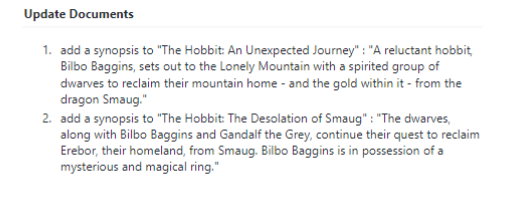 Update Documents
1. add a synopsis to "The Hobbit: An Unexpected Journey" : "A reluctant hobbit,
Bilbo Baggins, sets out to the Lonely Mountain with a spirited group of
dwarves to reclaim their mountain home - and the gold within it - from the
dragon Smaug."
2. add a synopsis to "The Hobbit: The Desolation of Smaug" : "The dwarves,
along with Bilbo Baggins and Gandalf the Grey, continue their quest to reclaim
Erebor, their homeland, from Smaug. Bilbo Baggins is in possession of a
mysterious and magical ring."